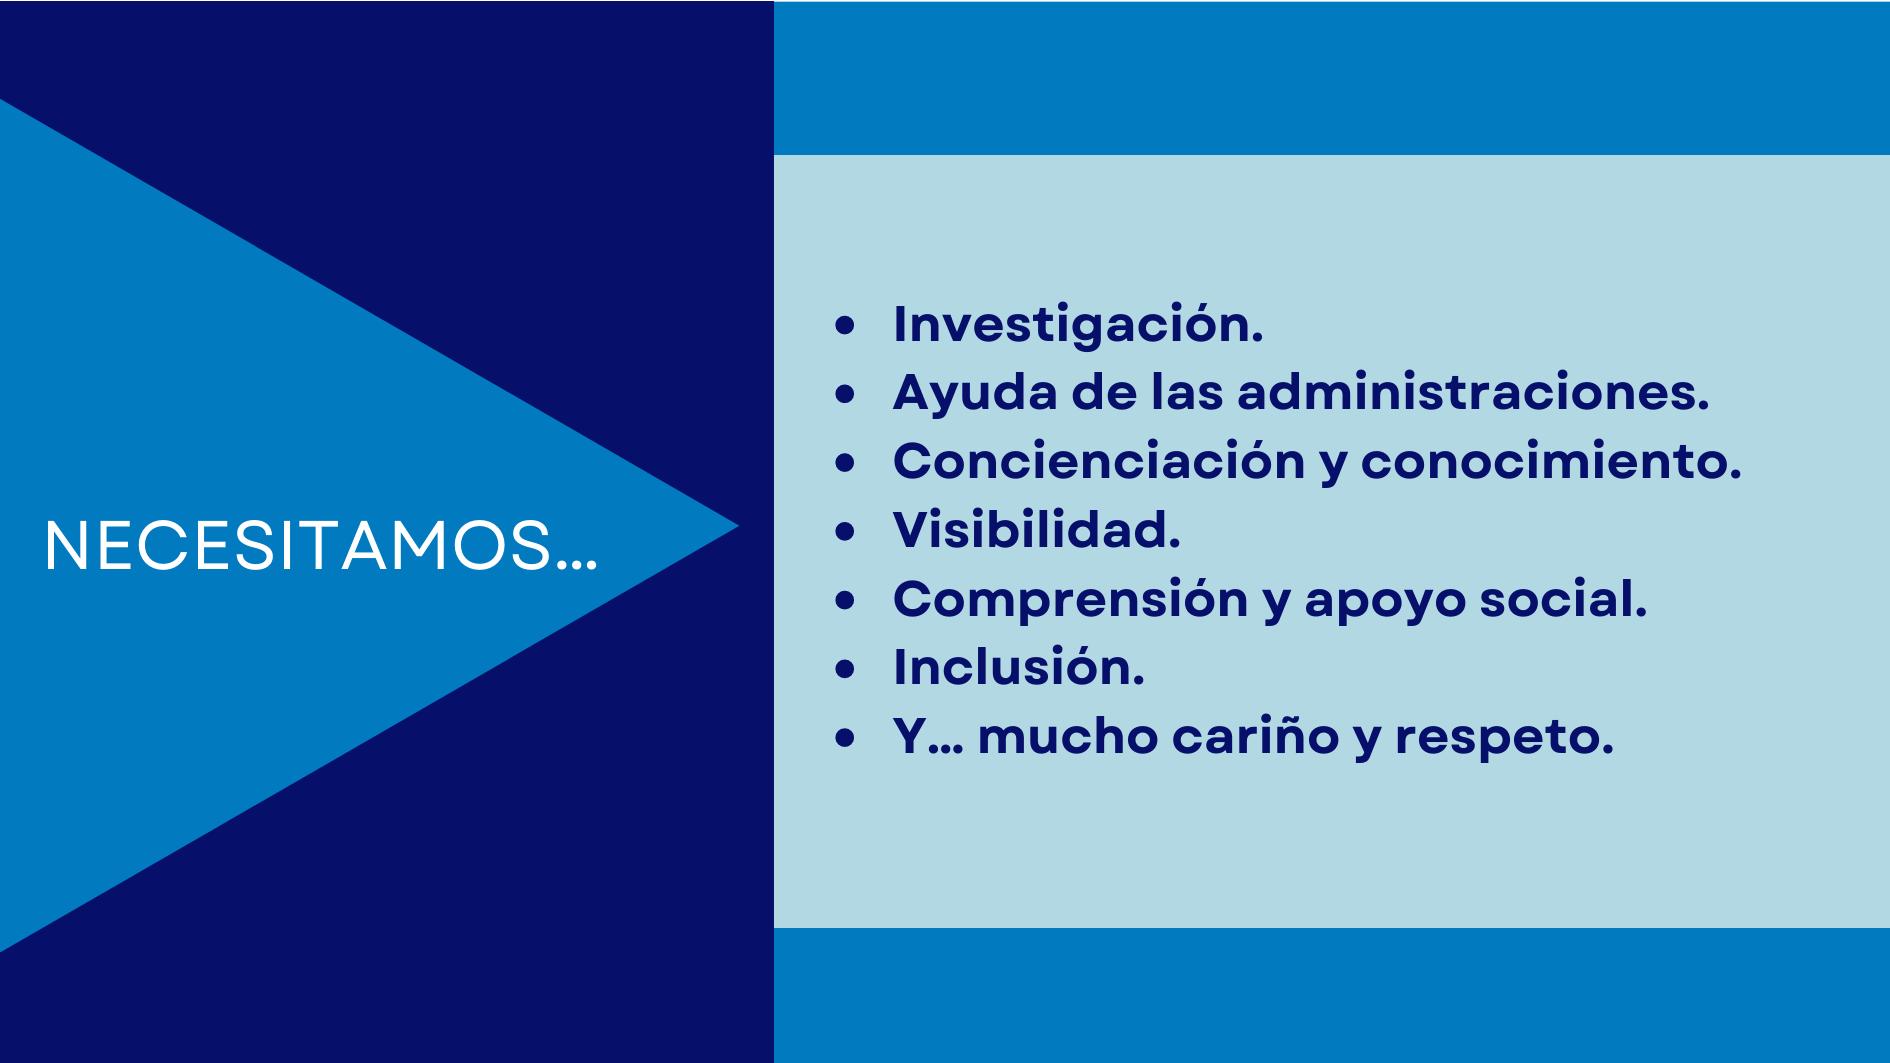 NECESITAMOS...
• Investigación.
• Ayuda de las administraciones.
• Concienciación y conocimiento.
• Visibilidad.
• Comprensión y apoyo social.
• Inclusión.
• Y... mucho cariño y respeto.